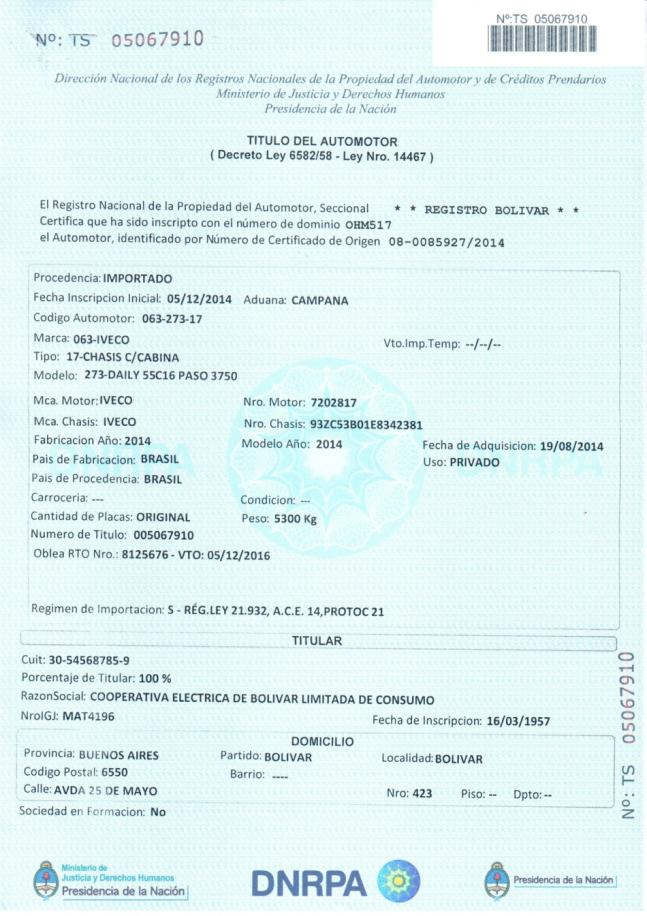 Nº: TS 05067910
Nº:TS 05067910
Dirección Nacional de los Registros Nacionales de la Propiedad del Automotor y de Créditos Prendarios
Ministerio de Justicia y Derechos Humanos
Presidencia de la Nación
TITULO DEL AUTOMOTOR
( Decreto Ley 6582/58 - Ley Nro. 14467 )
El Registro Nacional de la Propiedad del Automotor, Seccional * * REGISTRO BOLIVAR * *
Certifica que ha sido inscripto con el número de dominio OHM517
el Automotor, identificado por Número de Certificado de Origen 08-0085927/2014
Procedencia: IMPORTADO
Fecha Inscripcion Inicial: 05/12/2014 Aduana: CAMPANA
Codigo Automotor: 063-273-17
Marca: 063-IVECO Vto.Imp.Temp: --/--/--
Tipo: 17-CHASIS C/CABINA
Modelo: 273-DAILY 55C16 PASO 3750
Mca. Motor: IVECO Nro. Motor: 7202817
Mca. Chasis: IVECO Nro. Chasis: 93ZC53B01E8342381
Fabricacion Año: 2014 Modelo Año: 2014 Fecha de Adquisicion: 19/08/2014
Pais de Fabricacion: BRASIL Uso: PRIVADO
Pais de Procedencia: BRASIL
Carroceria: --- Condicion: ---
Cantidad de Placas: ORIGINAL Peso: 5300 Kg
Numero de Titulo: 005067910
Oblea RTO Nro.: 8125676 - VTO: 05/12/2016
DNRPA DNRPA
Regimen de Importacion: S - RÉG.LEY 21.932, A.C.E. 14,PROTOC 21
TITULAR
Cuit: 30-54568785-9
Porcentaje de Titular: 100 %
RazonSocial: COOPERATIVA ELECTRICA DE BOLIVAR LIMITADA DE CONSUMO
NroIGJ: MAT4196 Fecha de Inscripcion: 16/03/1957
DOMICILIO
Provincia: BUENOS AIRES Partido: BOLIVAR Localidad: BOLIVAR
Codigo Postal: 6550 Barrio: ----
Calle: AVDA 25 DE MAYO Nro: 423 Piso: -- Dpto: --
Sociedad en Formacion: No
Nº: TS 05067910
Ministerio de
Justicia y Derechos Humanos
Presidencia de la Nación
DNRPA
Presidencia de la Nación